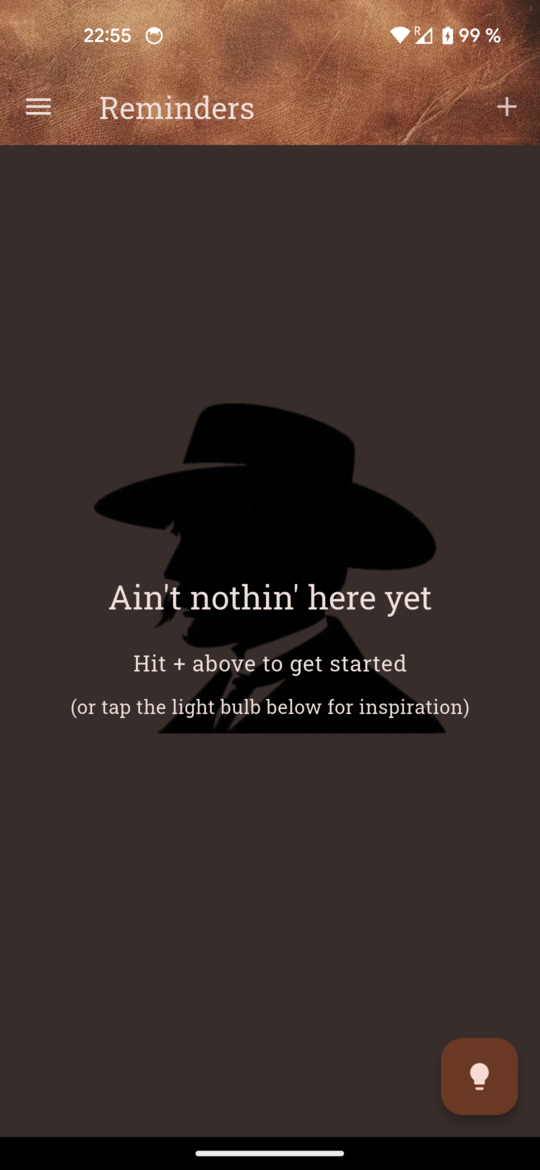 22:55 R 99 %
Reminders
Ain't nothin' here yet
Hit + above to get started
(or tap the light bulb below for inspiration)